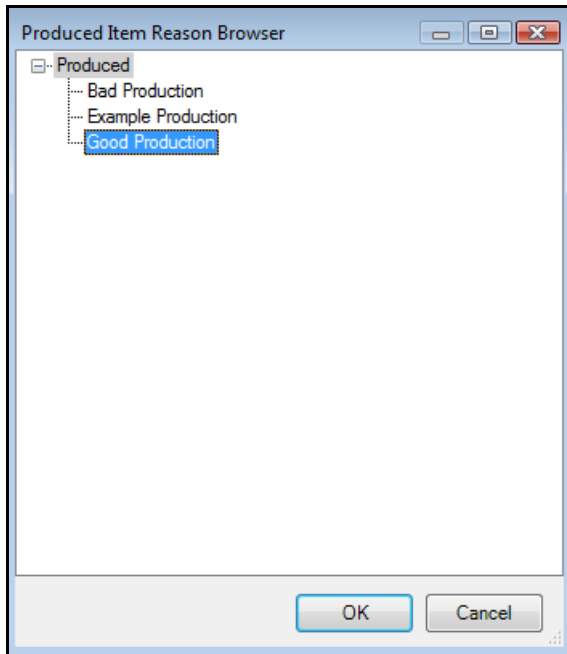 Produced Item Reason Browser
Produced
Bad Production
Example Production
Good Production
OK
Cancel